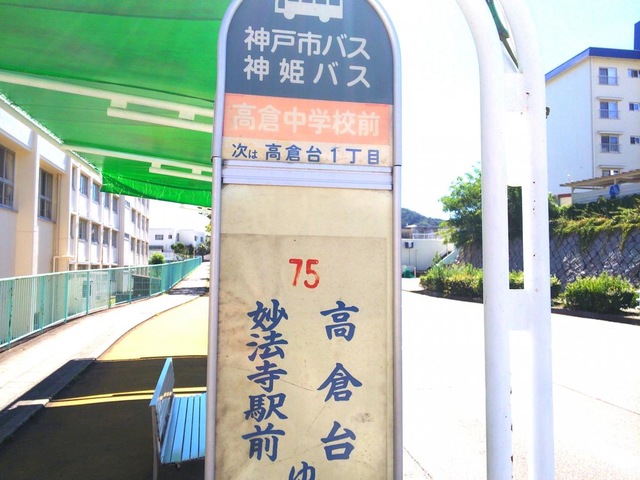 神戸市バス
神姫バス
高倉中学校前
次は 高倉台1丁目
75
高倉台
妙法寺駅前
ゆ